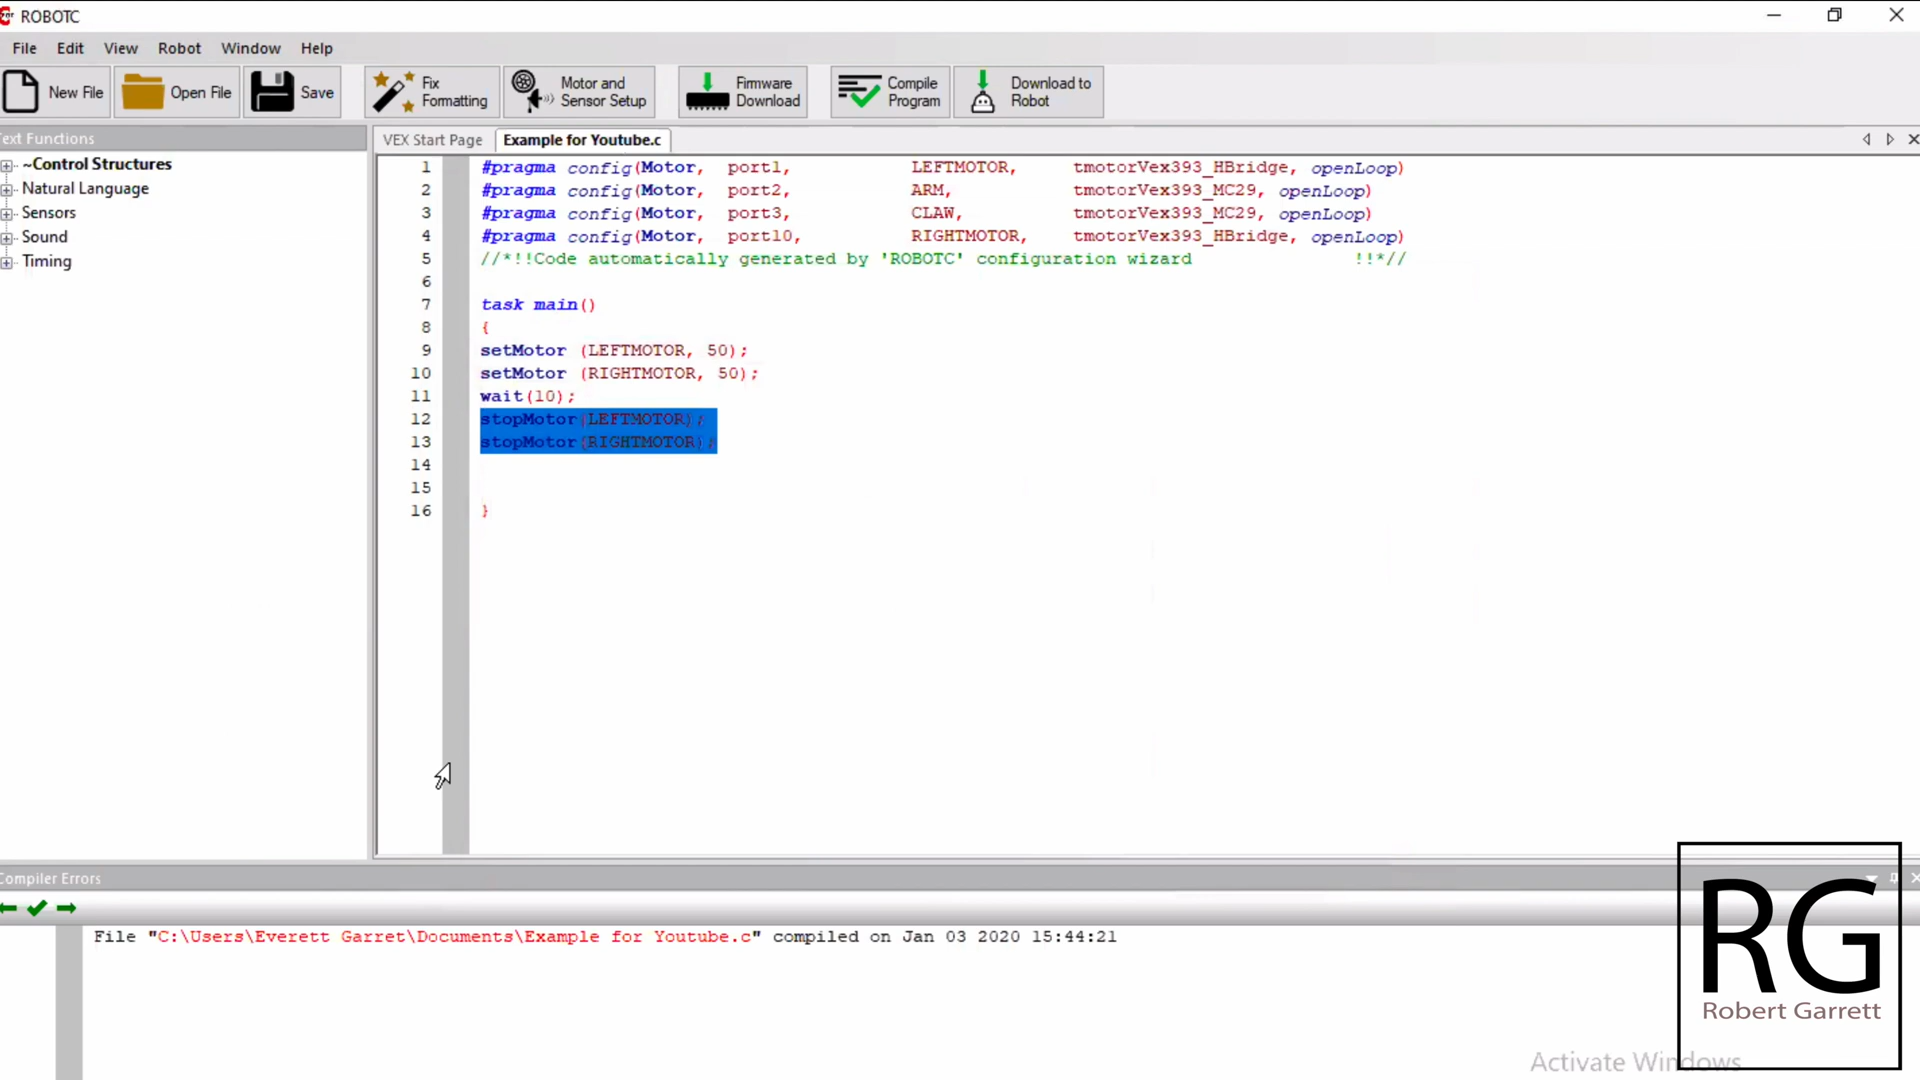 ROBOTC
File Edit View Robot Window Help
New File Open File Save Fix Formatting Motor and Sensor Setup Firmware Download Compile Program Download to Robot
Text Functions
~Control Structures
Natural Language
Sensors
Sound
Timing
VEX Start Page Example for Youtube.c
1 #pragma config(Motor, port1, LEFTMOTOR, tmotorVex393_HBridge, openLoop)
2 #pragma config(Motor, port2, ARM, tmotorVex393_MC29, openLoop)
3 #pragma config(Motor, port3, CLAW, tmotorVex393_MC29, openLoop)
4 #pragma config(Motor, port10, RIGHTMOTOR, tmotorVex393_HBridge, openLoop)
5 //*!!Code automatically generated by 'ROBOTC' configuration wizard !!*//
6
7 task main()
8 {
9 setMotor (LEFTMOTOR, 50);
10 setMotor (RIGHTMOTOR, 50);
11 wait(10);
12 stopMotor(LEFTMOTOR);
13 stopMotor(RIGHTMOTOR);
14
15
16 }
Compiler Errors
File "C:\Users\Everett Garret\Documents\Example for Youtube.c" compiled on Jan 03 2020 15:44:21
RG
Robert Garrett
Activate Windows